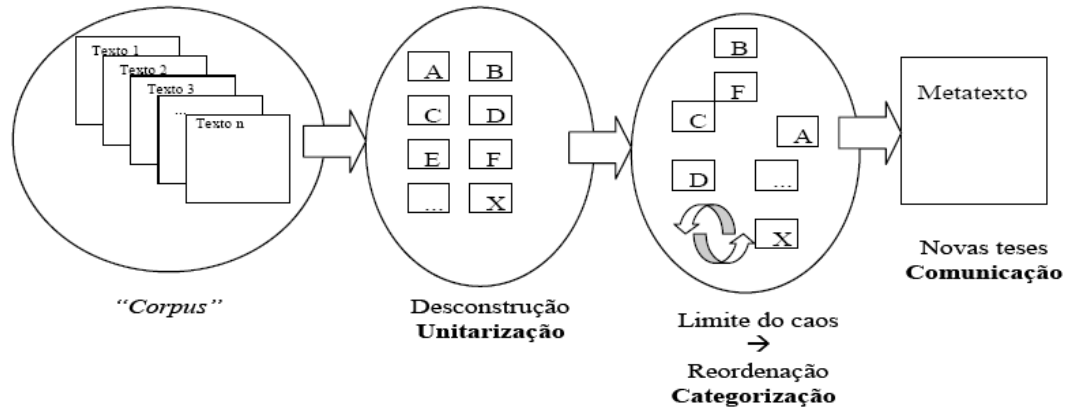 Texto 1
Texto 2
Texto 3
...
Texto n
“Corpus”
A B
C D
E F
... X
Desconstrução
Unitarização
B
F
C
A
D ...
X
Limite do caos
→
Reordenação
Categorização
Metatexto
Novas teses
Comunicação